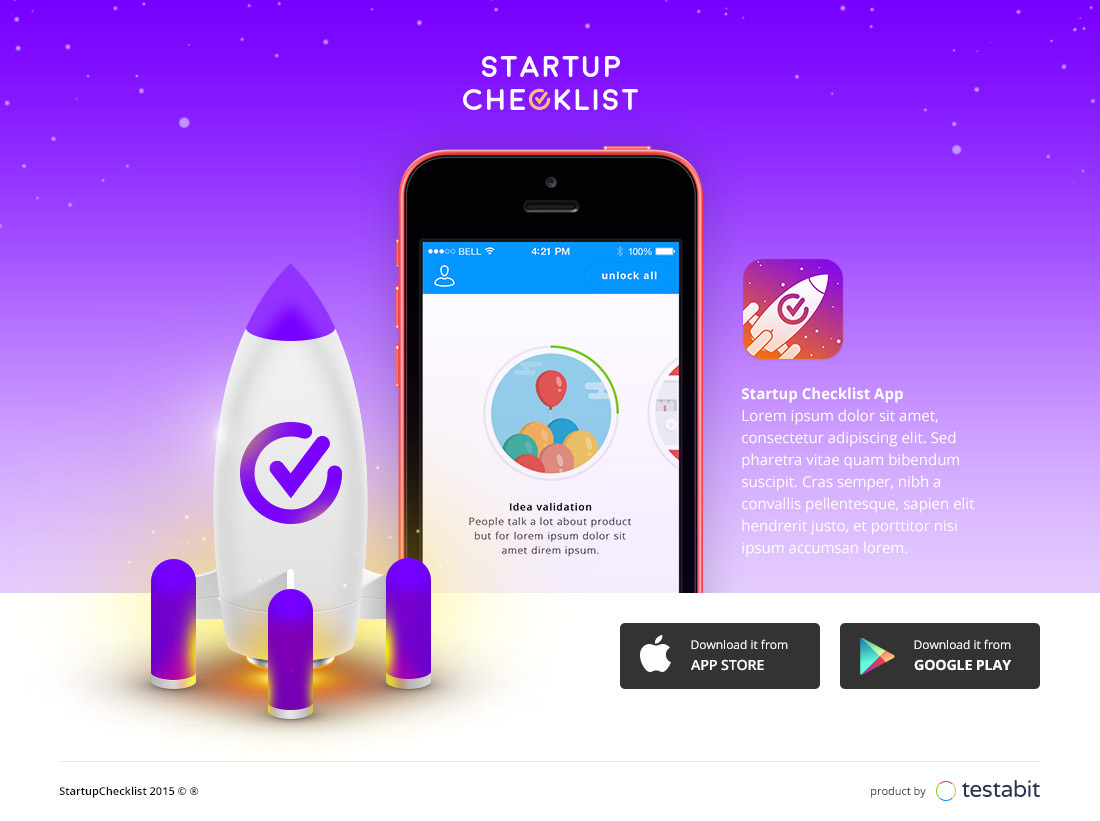 STARTUP
CHECKLIST
BELL 4:21 PM 100%
unlock all
Idea validation
People talk a lot about product
but for lorem ipsum dolor sit
amet direm ipsum.
Startup Checklist App
Lorem ipsum dolor sit amet,
consectetur adipiscing elit. Sed
pharetra vitae quam bibendum
suscipit. Cras semper, nibh a
convallis pellentesque, sapien elit
hendrerit justo, et porttitor nisi
ipsum accumsan lorem.
Download it from
APP STORE
Download it from
GOOGLE PLAY
StartupChecklist 2015 © ®
product by testabit